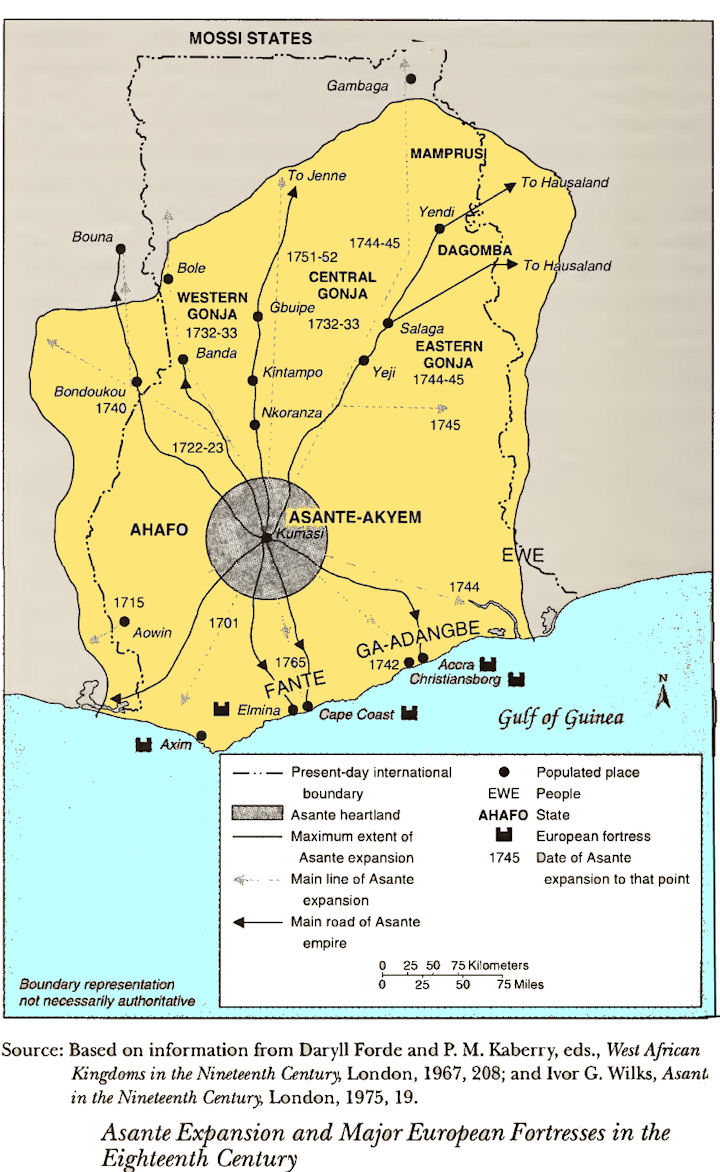 MOSSI STATES
Gambaga
MAMPRUSI
To Jenne
To Hausaland
Yendi
Bouna
1744-45
DAGOMBA
1751-52
To Hausaland
Bole
CENTRAL
GONJA
WESTERN
GONJA
Gbuipe
1732-33
1732-33
Salaga
EASTERN
GONJA
Banda
Yeji
1744-45
Kintampo
Bondoukou
1740
Nkoranza
1745
1722-23
ASANTE-AKYEM
AHAFO
Kumasi
EWE
1744
1715
1701
Aowin
GA-ADANGBE
1765
1742
Accra
Christiansborg
FANTE
Elmina
Cape Coast
N
Gulf of Guinea
Axim
Present-day international
boundary
Asante heartland
Maximum extent of
Asante expansion
Main line of Asante
expansion
Main road of Asante
empire
Populated place
EWE People
AHAFO State
European fortress
1745 Date of Asante
expansion to that point
0 25 50 75 Kilometers
0 25 50 75 Miles
Boundary representation
not necessarily authoritative
Source: Based on information from Daryll Forde and P. M. Kaberry, eds., West African
Kingdoms in the Nineteenth Century, London, 1967, 208; and Ivor G. Wilks, Asant
in the Nineteenth Century, London, 1975, 19.
Asante Expansion and Major European Fortresses in the
Eighteenth Century